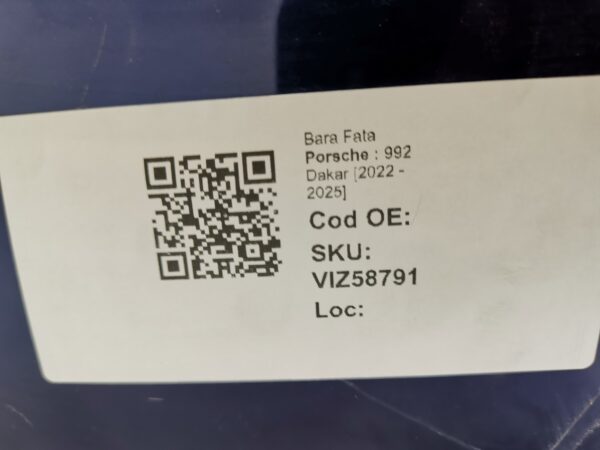 Bara Fata
Porsche : 992
Dakar [2022 -
2025]
Cod OE:
SKU:
VIZ58791
Loc: